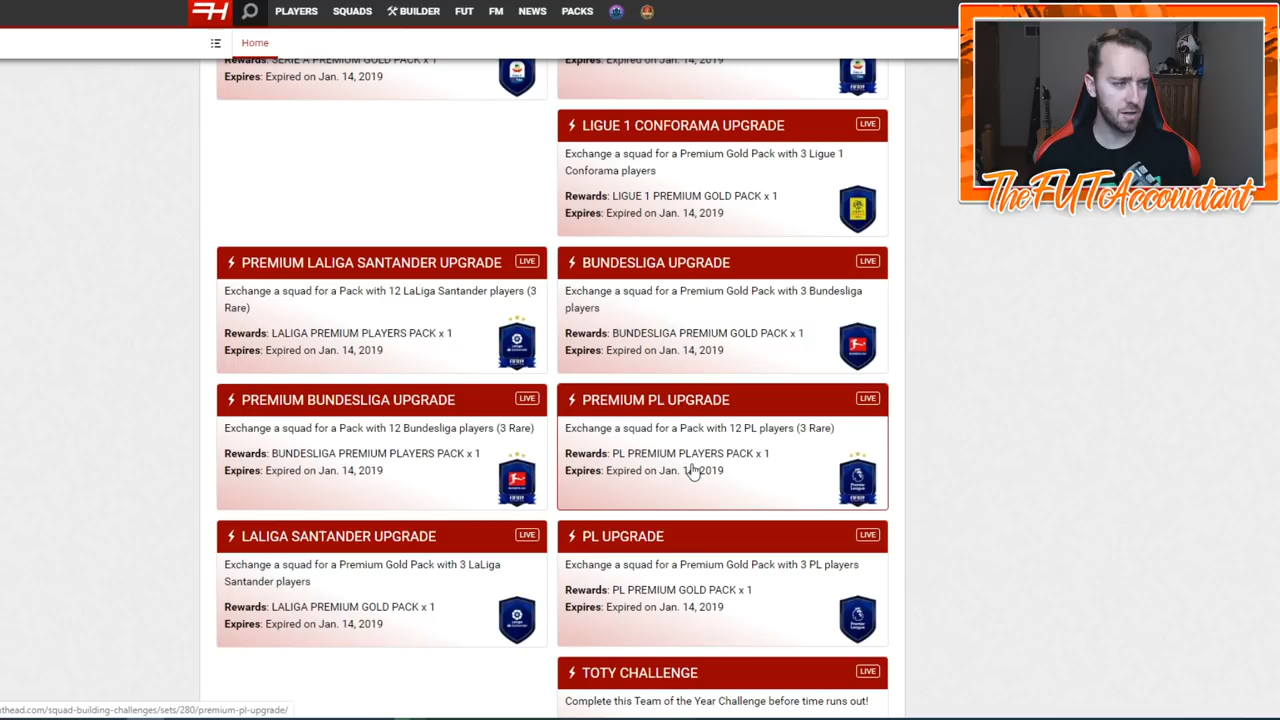 PLAYERS SQUADS BUILDER FUT FM NEWS PACKS
Home
Rewards: SERIE A PREMIUM GOLD PACK x 1
Expires: Expired on Jan. 14, 2019
LIGUE 1 CONFORAMA UPGRADE
LIVE
Exchange a squad for a Premium Gold Pack with 3 Ligue 1
Conforama players
Rewards: LIGUE 1 PREMIUM GOLD PACK x 1
Expires: Expired on Jan. 14, 2019
PREMIUM LALIGA SANTANDER UPGRADE
LIVE
Exchange a squad for a Pack with 12 LaLiga Santander players (3
Rare)
Rewards: LALIGA PREMIUM PLAYERS PACK x 1
Expires: Expired on Jan. 14, 2019
BUNDESLIGA UPGRADE
LIVE
Exchange a squad for a Premium Gold Pack with 3 Bundesliga
players
Rewards: BUNDESLIGA PREMIUM GOLD PACK x 1
Expires: Expired on Jan. 14, 2019
PREMIUM BUNDESLIGA UPGRADE
LIVE
Exchange a squad for a Pack with 12 Bundesliga players (3 Rare)
Rewards: BUNDESLIGA PREMIUM PLAYERS PACK x 1
Expires: Expired on Jan. 14, 2019
PREMIUM PL UPGRADE
LIVE
Exchange a squad for a Pack with 12 PL players (3 Rare)
Rewards: PL PREMIUM PLAYERS PACK x 1
Expires: Expired on Jan. 2019
LALIGA SANTANDER UPGRADE
LIVE
Exchange a squad for a Premium Gold Pack with 3 LaLiga
Santander players
Rewards: LALIGA PREMIUM GOLD PACK x 1
Expires: Expired on Jan. 14, 2019
PL UPGRADE
LIVE
Exchange a squad for a Premium Gold Pack with 3 PL players
Rewards: PL PREMIUM GOLD PACK x 1
Expires: Expired on Jan. 14, 2019
TOTY CHALLENGE
LIVE
Complete this Team of the Year Challenge before time runs out!
thead.com/squad-building-challenges/sets/280/premium-pl-upgrade/
TheFUTAccountant